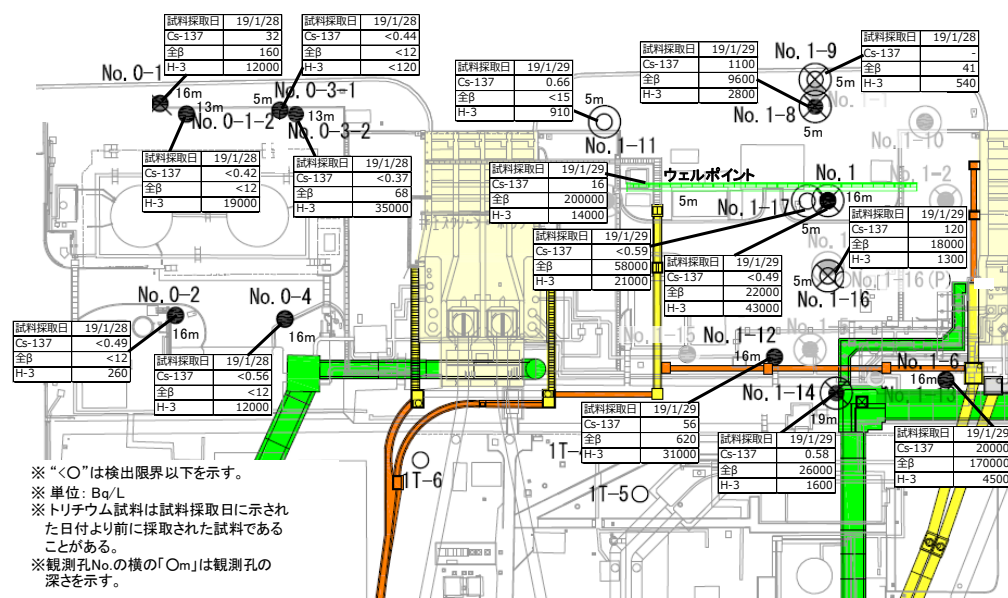 試料採取日 19/1/28
Cs-137 32
全β 160
H-3 12000
試料採取日 19/1/28
Cs-137 <0.44
全β <12
H-3 <120
試料採取日 19/1/28
Cs-137 -
全β 41
H-3 540
試料採取日 19/1/29
Cs-137 1100
全β 9600
H-3 2800
試料採取日 19/1/29
Cs-137 0.66
全β <15
H-3 910
No. 0-1
16m
13m
No. 0-1-2
5m
No. 0-3-1
13m
No. 0-3-2
5m
No. 1-11
No. 1-9
5m
No. 1-8
5m
No. 1-10
試料採取日 19/1/28
Cs-137 <0.42
全β <12
H-3 19000
試料採取日 19/1/28
Cs-137 <0.37
全β 68
H-3 35000
試料採取日 19/1/29
Cs-137 16
全β 200000
H-3 14000
ウェルポイント
5m
No. 1
16m
No. 1-17
5m
No. 1-2
試料採取日 19/1/29
Cs-137 <0.59
全β 58000
H-3 21000
試料採取日 19/1/29
Cs-137 <0.49
全β 22000
H-3 43000
試料採取日 19/1/29
Cs-137 120
全β 18000
H-3 1300
5m
No. 1-16
No. 1-16(P)
No. 0-2
16m
No. 0-4
16m
試料採取日 19/1/28
Cs-137 <0.49
全β <12
H-3 260
試料採取日 19/1/28
Cs-137 <0.56
全β <12
H-3 12000
No. 1-15
No. 1-12
16m
No. 1-5
No. 1-6
16m
No. 1-13
No. 1-14
19m
試料採取日 19/1/29
Cs-137 56
全β 620
H-3 31000
試料採取日 19/1/29
Cs-137 0.58
全β 26000
H-3 1600
試料採取日 19/1/29
Cs-137 20000
全β 170000
H-3 4500
1T-6
1T-5
※ “<○”は検出限界以下を示す。
※ 単位: Bq/L
※トリチウム試料は試料採取日に示され
た日付より前に採取された試料である
ことがある。
※観測孔No.の横の「○m」は観測孔の
深さを示す。